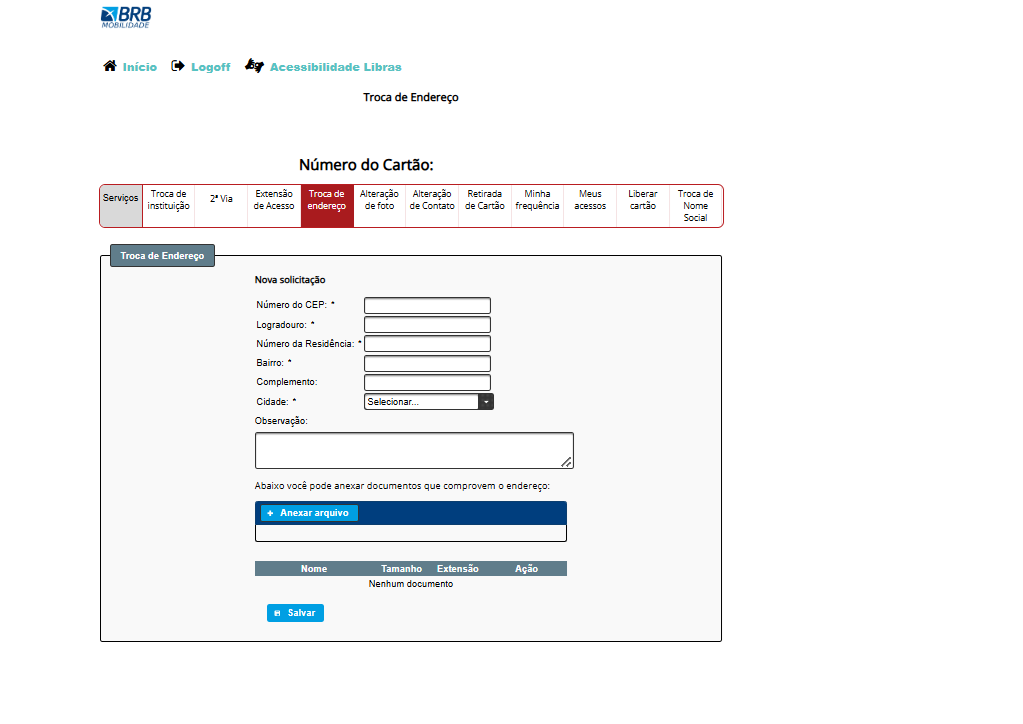 BRB
MOBILIDADE
Início Logoff Acessibilidade Libras
Troca de Endereço
Número do Cartão:
Serviços
Troca de
instituição
2ª Via
Extensão
de Acesso
Troca de
endereço
Alteração
de foto
Alteração
de Contato
Retirada
de Cartão
Minha
frequência
Meus
acessos
Liberar
cartão
Troca de
Nome
Social
Troca de Endereço
Nova solicitação
Número do CEP: *
Logradouro: *
Número da Residência: *
Bairro: *
Complemento:
Cidade: * Selecionar...
Observação:
Abaixo você pode anexar documentos que comprovem o endereço:
+ Anexar arquivo
Nome Tamanho Extensão Ação
Nenhum documento
Salvar